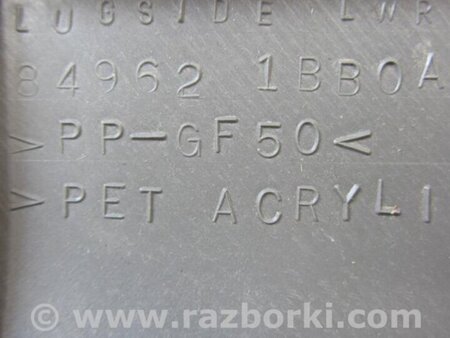 LUGSIDE LWR
84962 1BB0A
>PP-GF50<
>PET ACRYLI
© www.razborki.com